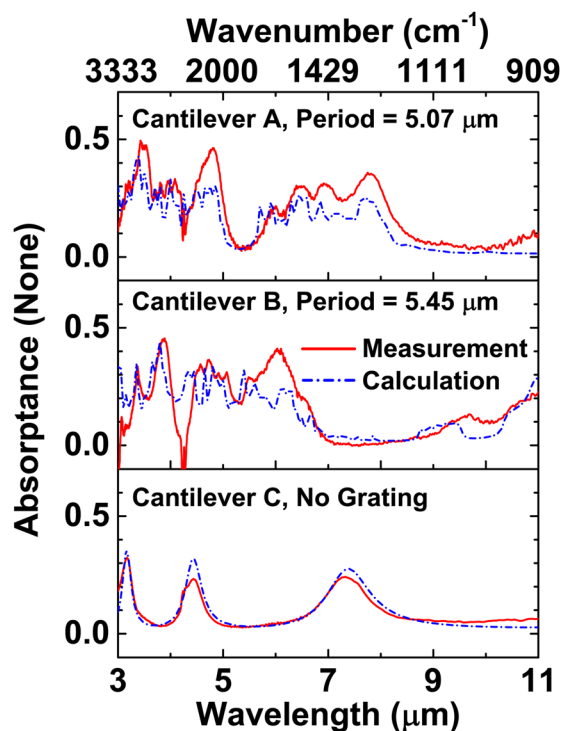 Wavenumber (cm⁻¹)
3333 2000 1429 1111 909
Cantilever A, Period = 5.07 μm
0.5
0.0
Cantilever B, Period = 5.45 μm
0.5
Measurement
Calculation
0.0
Cantilever C, No Grating
0.5
0.0
Absorptance (None)
3 5 7 9 11
Wavelength (μm)